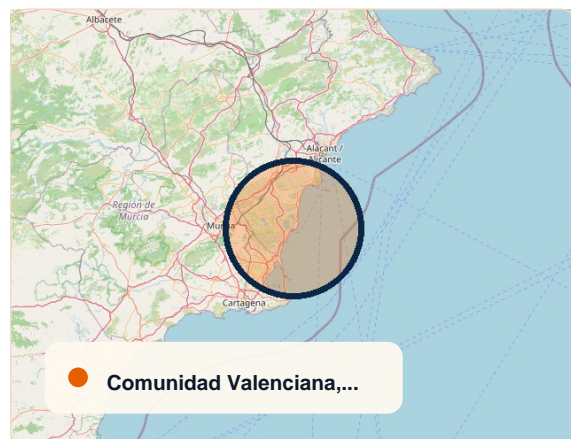 Albacete
Alacant /
Alicante
Región de
Murcia
Murcia
Cartagena
Comunidad Valenciana,...